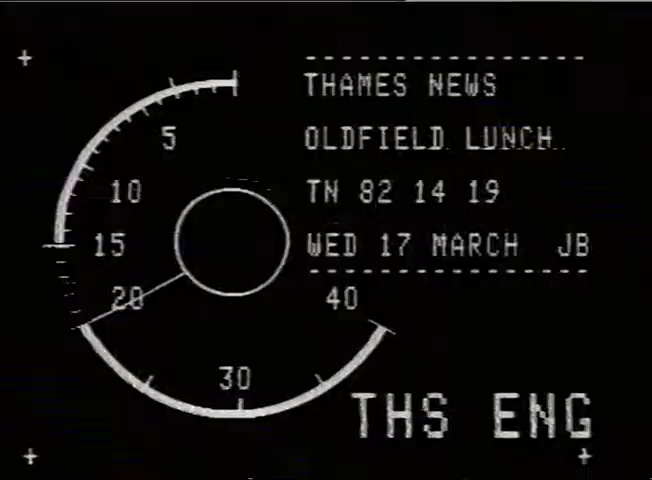 THAMES NEWS
OLDFIELD LUNCH
TN 82 14 19
WED 17 MARCH JB
5
10
15
20
40
30
THS ENG